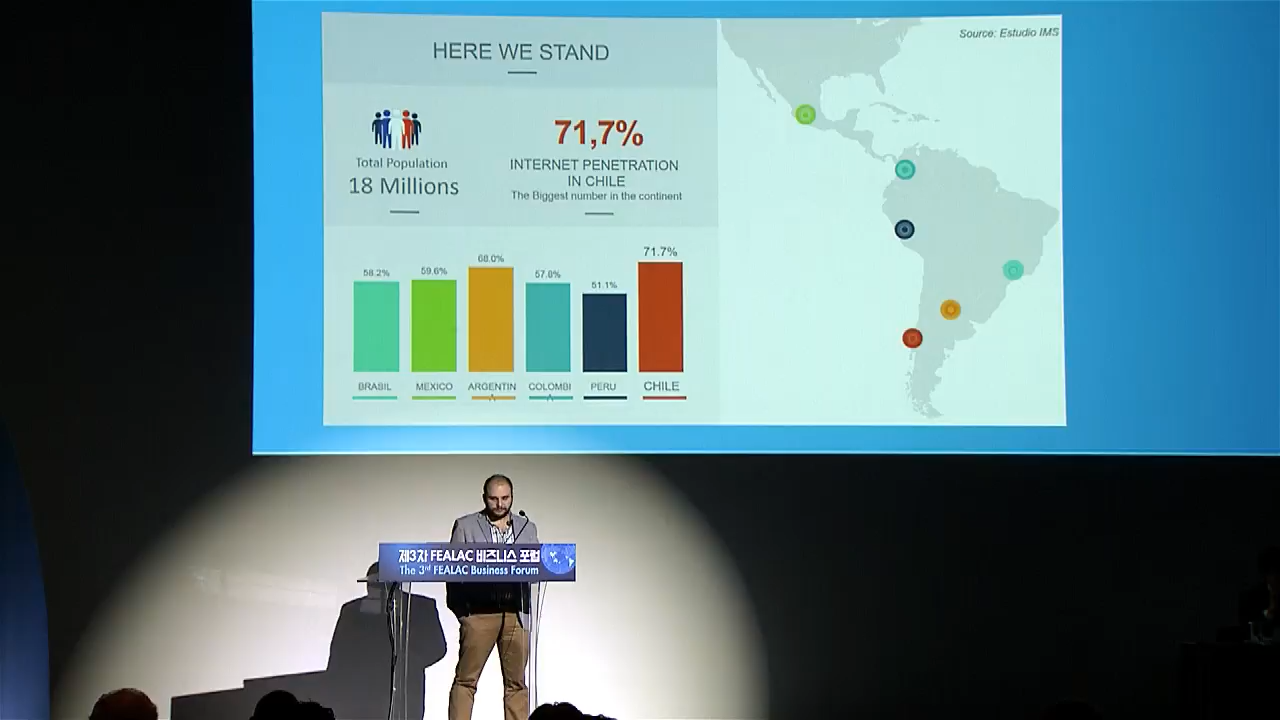 Source: Estudio IMS
HERE WE STAND
Total Population
18 Millions
71,7%
INTERNET PENETRATION
IN CHILE
The Biggest number in the continent
58.2%
59.6%
68.0%
57.8%
51.1%
71.7%
BRASIL
MEXICO
ARGENTIN
A
COLOMBI
A
PERU
CHILE
제3차 FEALAC 비즈니스 포럼
The 3rd FEALAC Business Forum